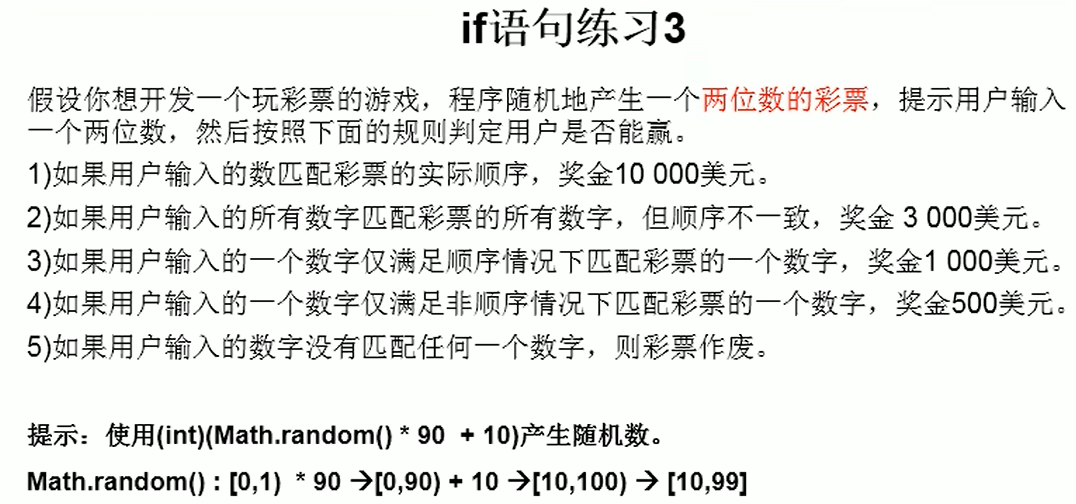 if语句练习3
假设你想开发一个玩彩票的游戏，程序随机地产生一个两位数的彩票，提示用户输入
一个两位数，然后按照下面的规则判定用户是否能赢。
1)如果用户输入的数匹配彩票的实际顺序，奖金10 000美元。
2)如果用户输入的所有数字匹配彩票的所有数字，但顺序不一致，奖金 3 000美元。
3)如果用户输入的一个数字仅满足顺序情况下匹配彩票的一个数字，奖金1 000美元。
4)如果用户输入的一个数字仅满足非顺序情况下匹配彩票的一个数字，奖金500美元。
5)如果用户输入的数字没有匹配任何一个数字，则彩票作废。
提示：使用(int)(Math.random() * 90  + 10)产生随机数。
Math.random() : [0,1)  * 90 →[0,90) + 10 →[10,100) → [10,99]